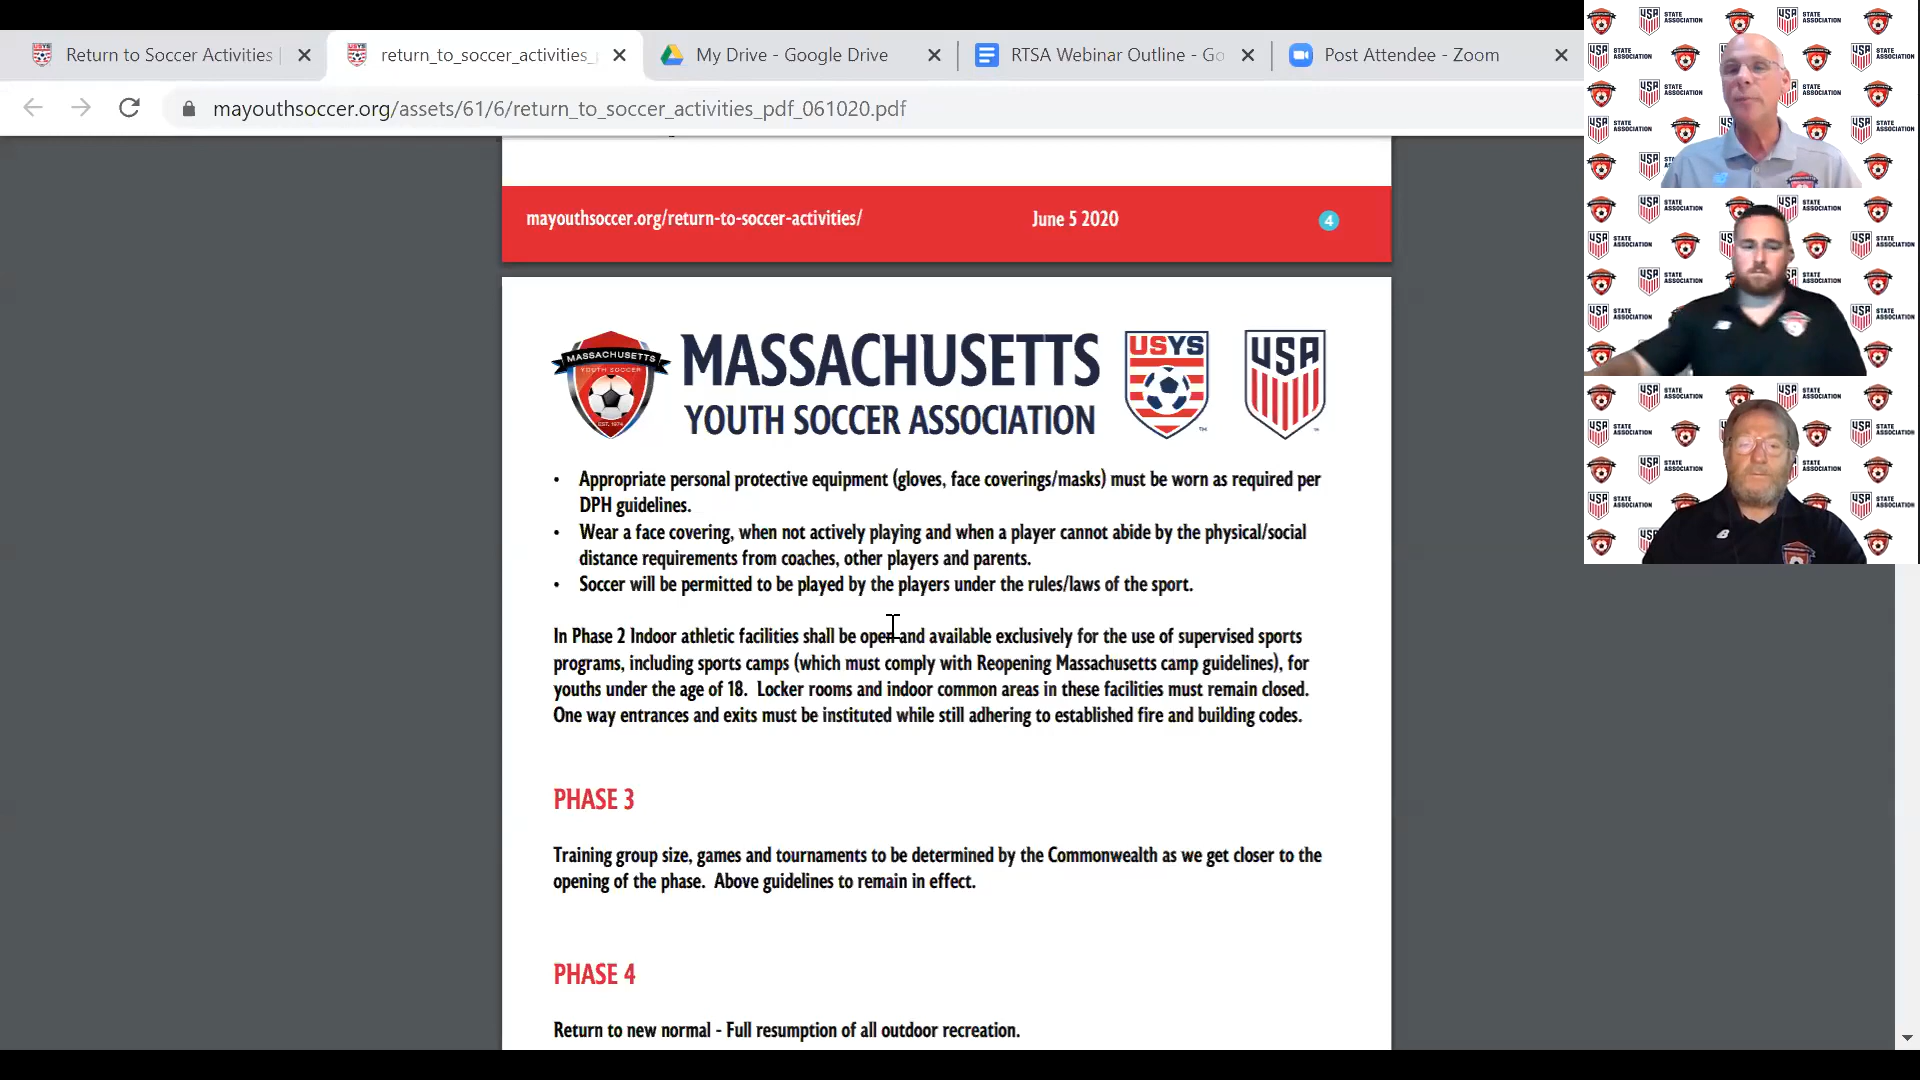 Return to Soccer Activities
return_to_soccer_activities_
My Drive - Google Drive
RTSA Webinar Outline - Go
Post Attendee - Zoom
mayouthsoccer.org/assets/61/6/return_to_soccer_activities_pdf_061020.pdf
mayouthsoccer.org/return-to-soccer-activities/ June 5 2020 4
MASSACHUSETTS
YOUTH SOCCER
EST. 1974
MASSACHUSETTS
YOUTH SOCCER ASSOCIATION
USYS
USA
• Appropriate personal protective equipment (gloves, face coverings/masks) must be worn as required per
DPH guidelines.
• Wear a face covering, when not actively playing and when a player cannot abide by the physical/social
distance requirements from coaches, other players and parents.
• Soccer will be permitted to be played by the players under the rules/laws of the sport.
In Phase 2 Indoor athletic facilities shall be open and available exclusively for the use of supervised sports
programs, including sports camps (which must comply with Reopening Massachusetts camp guidelines), for
youths under the age of 18. Locker rooms and indoor common areas in these facilities must remain closed.
One way entrances and exits must be instituted while still adhering to established fire and building codes.
PHASE 3
Training group size, games and tournaments to be determined by the Commonwealth as we get closer to the
opening of the phase. Above guidelines to remain in effect.
PHASE 4
Return to new normal - Full resumption of all outdoor recreation.
USA STATE ASSOCIATION